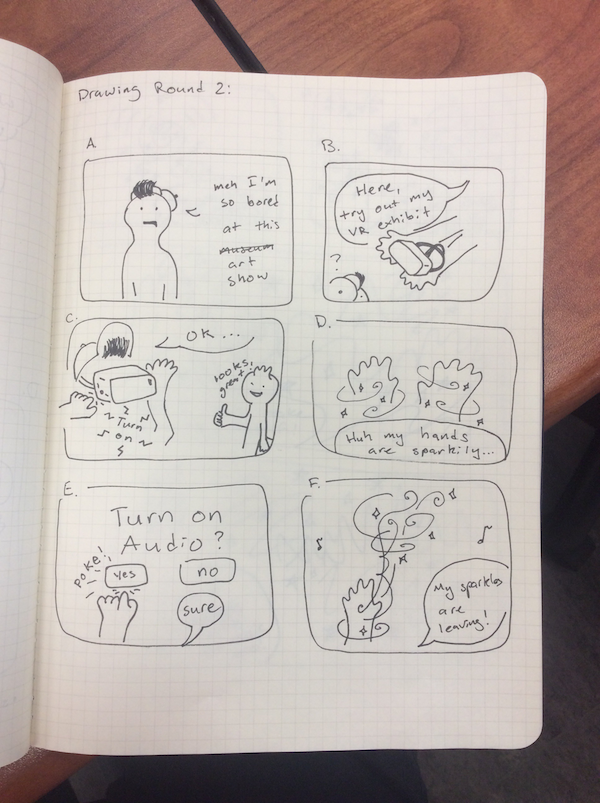 Drawing Round 2:
A.
meh I'm
so bored
at this
museum
art
show
B.
Here,
try out my
VR exhibit
?
C.
OK...
looks
great!
Turn
on
D.
Huh my hands
are sparkily...
E.
Turn on
Audio?
poke!
yes
no
sure
F.
My sparkles
are
leaving!